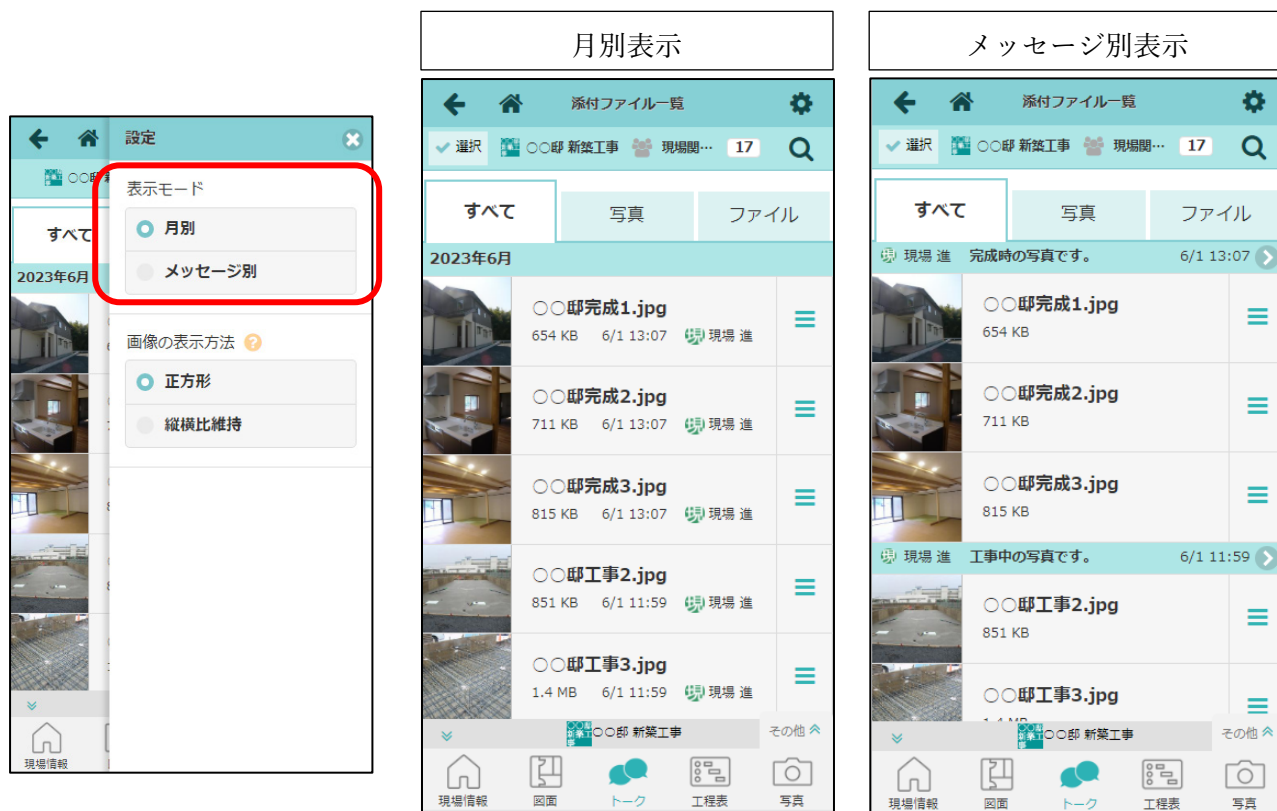 設定
○○邸
表示モード
月別
メッセージ別
すべて
2023年6月
画像の表示方法 ?
正方形
縦横比維持
現場情報
月別表示
添付ファイル一覧
選択 ○○邸 新築工事 現場関… 17
すべて 写真 ファイル
2023年6月
○○邸完成1.jpg
654 KB 6/1 13:07 現場 進
○○邸完成2.jpg
711 KB 6/1 13:07 現場 進
○○邸完成3.jpg
815 KB 6/1 13:07 現場 進
○○邸工事2.jpg
851 KB 6/1 11:59 現場 進
○○邸工事3.jpg
1.4 MB 6/1 11:59 現場 進
○○邸 新築工事 その他
現場情報 図面 トーク 工程表 写真
メッセージ別表示
添付ファイル一覧
選択 ○○邸 新築工事 現場関… 17
すべて 写真 ファイル
現場 進 完成時の写真です。 6/1 13:07
○○邸完成1.jpg
654 KB
○○邸完成2.jpg
711 KB
○○邸完成3.jpg
815 KB
現場 進 工事中の写真です。 6/1 11:59
○○邸工事2.jpg
851 KB
○○邸工事3.jpg
○○邸 新築工事 その他
現場情報 図面 トーク 工程表 写真